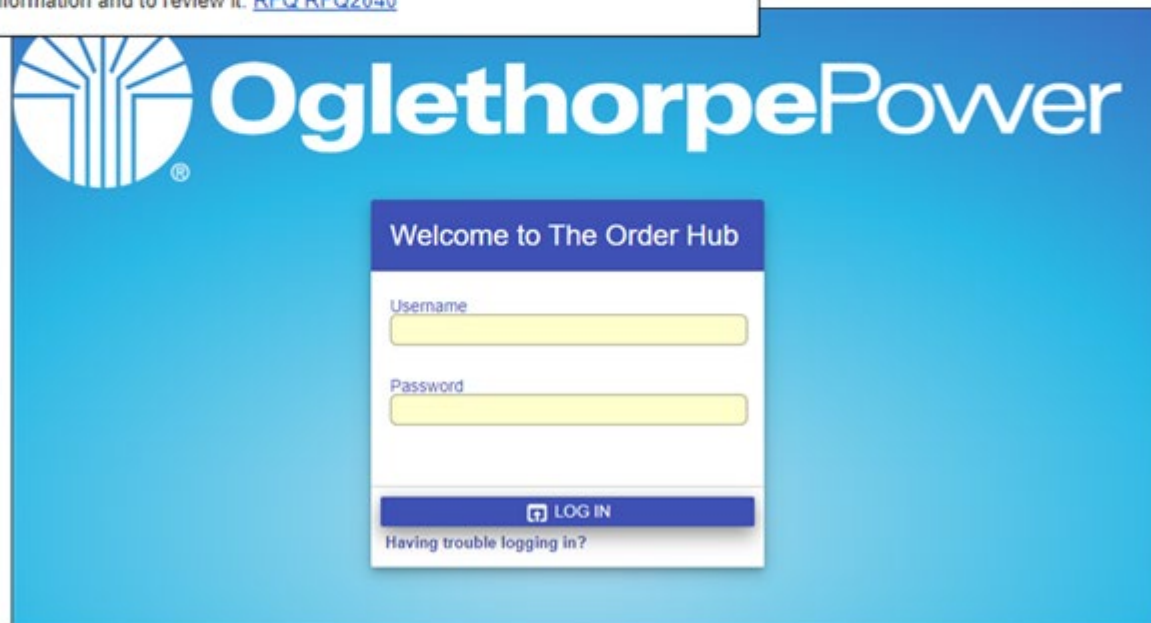 information and to review it. RFQ RFQ2040
OglethorpePower
®
Welcome to The Order Hub
Username
Password
LOG IN
Having trouble logging in?